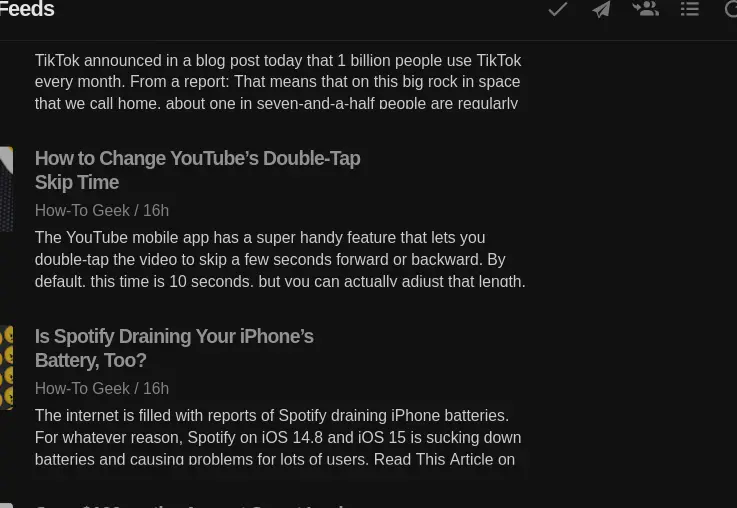 Feeds
TikTok announced in a blog post today that 1 billion people use TikTok
every month. From a report: That means that on this big rock in space
that we call home, about one in seven-and-a-half people are regularly
How to Change YouTube's Double-Tap
Skip Time
How-To Geek / 16h
The YouTube mobile app has a super handy feature that lets you
double-tap the video to skip a few seconds forward or backward. By
default, this time is 10 seconds, but you can actually adjust that length.
Is Spotify Draining Your iPhone's
Battery, Too?
How-To Geek / 16h
The internet is filled with reports of Spotify draining iPhone batteries.
For whatever reason, Spotify on iOS 14.8 and iOS 15 is sucking down
batteries and causing problems for lots of users. Read This Article on